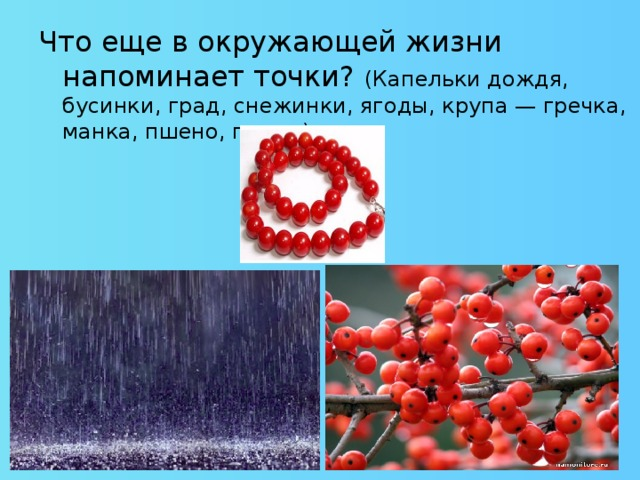 Что еще в окружающей жизни
напоминает точки? (Капельки дождя,
бусинки, град, снежинки, ягоды, крупа — гречка,
манка, пшено,